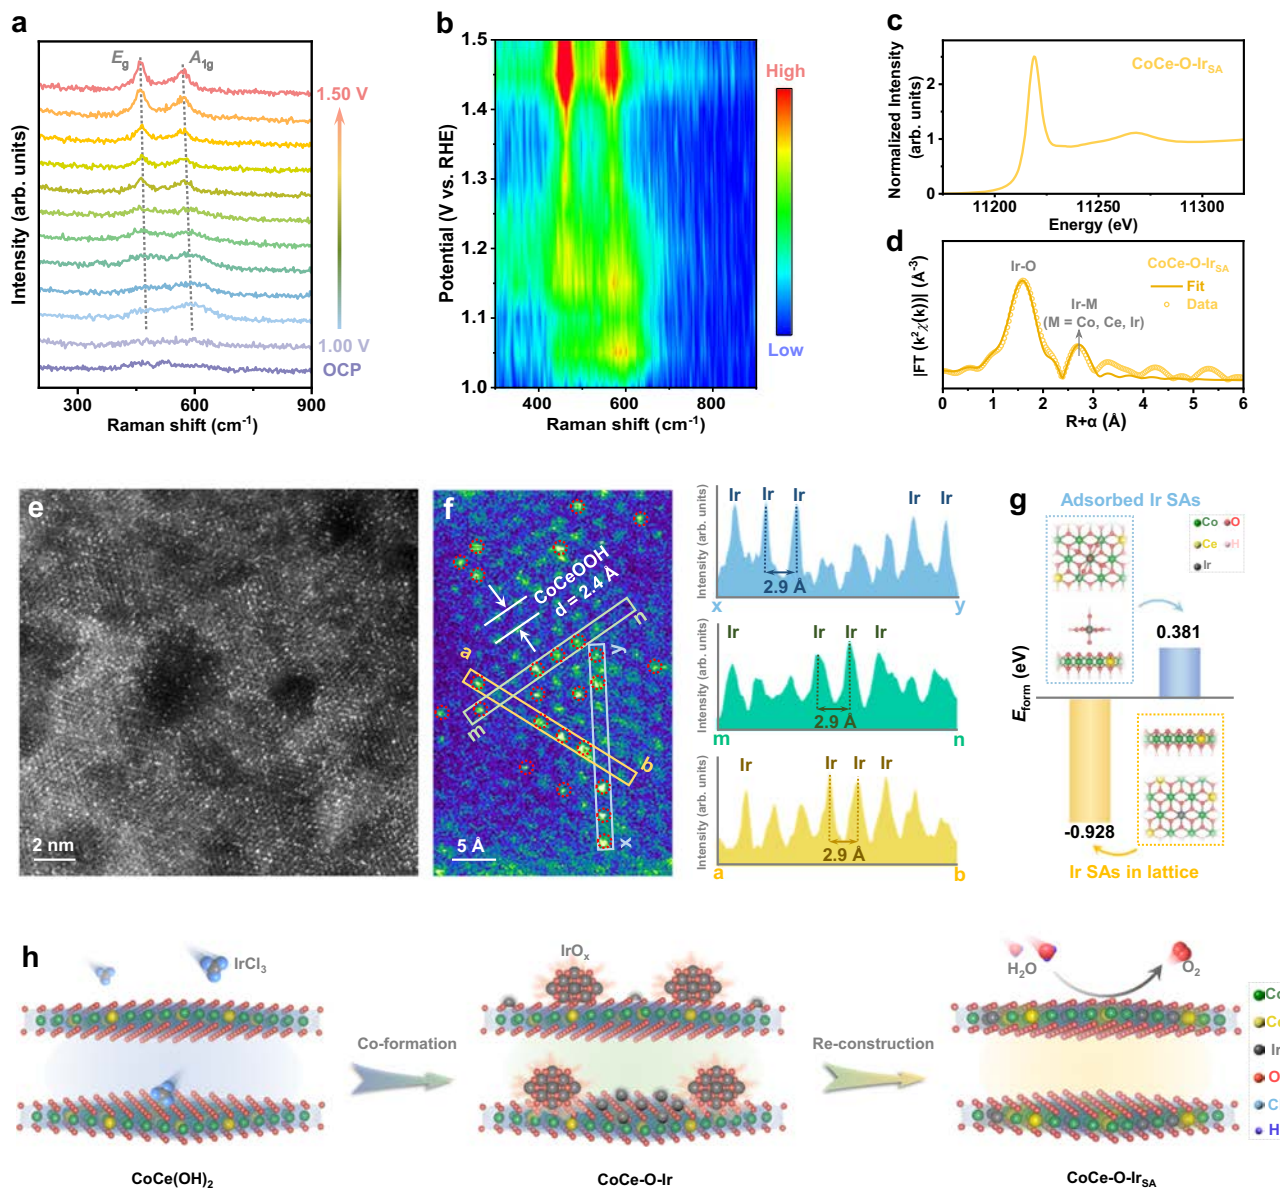 a
E_g
A_1g
1.50 V
1.00 V
OCP
Intensity (arb. units)
300
600
900
Raman shift (cm⁻¹)
b
1.5
1.4
1.3
1.2
1.1
1.0
Potential (V vs. RHE)
400
600
800
Raman shift (cm⁻¹)
High
Low
c
Normalized Intensity
(arb. units)
2
1
0
CoCe-O-Ir_SA
11200
11250
11300
Energy (eV)
d
|FT (k²χ(k))| (Å⁻³)
Ir-O
Ir-M
(M = Co, Ce, Ir)
CoCe-O-Ir_SA
Fit
Data
0
1
2
3
4
5
6
R+α (Å)
e
2 nm
f
CoCeOOH
d = 2.4 Å
a
b
m
n
x
y
5 Å
Intensity (arb. units)
Ir
Ir
Ir
Ir
Ir
2.9 Å
x
y
Intensity (arb. units)
Ir
Ir
Ir
Ir
2.9 Å
m
n
Intensity (arb. units)
Ir
Ir
Ir
Ir
2.9 Å
a
b
g
Adsorbed Ir SAs
Co
O
Ce
H
Ir
0.381
E_form (eV)
-0.928
Ir SAs in lattice
h
IrCl₃
CoCe(OH)₂
Co-formation
IrOₓ
CoCe-O-Ir
Re-construction
H₂O
O₂
CoCe-O-Ir_SA
Ir
O
H